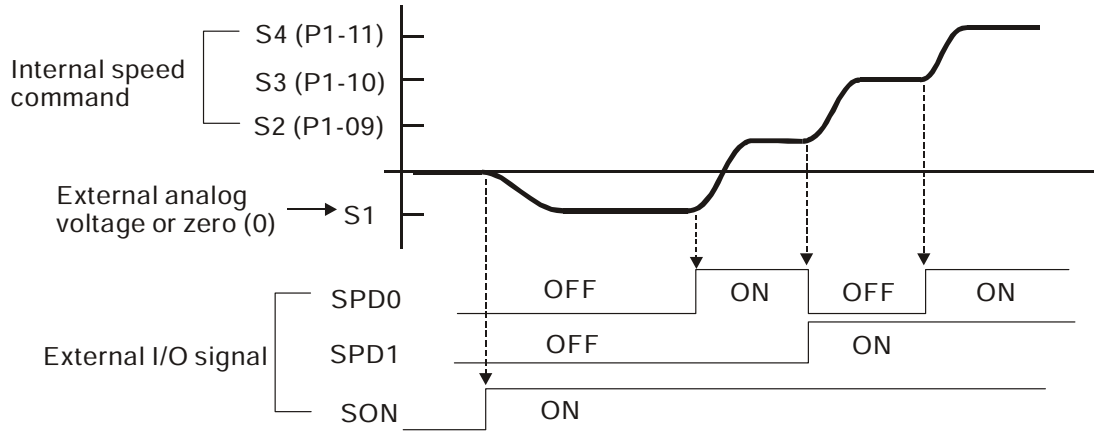 S4 (P1-11)
Internal speed
command
S3 (P1-10)
S2 (P1-09)
External analog
voltage or zero (0)
S1
SPD0
OFF
ON
OFF
ON
External I/O signal
SPD1
OFF
ON
SON
ON